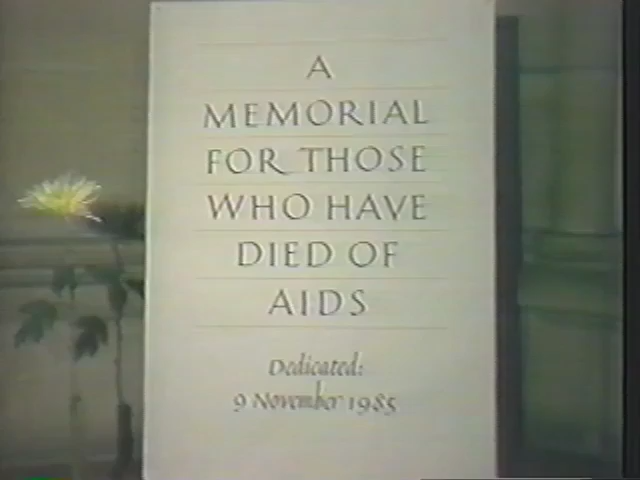 A
MEMORIAL
FOR THOSE
WHO HAVE
DIED OF
AIDS
Dedicated:
9 November 1985